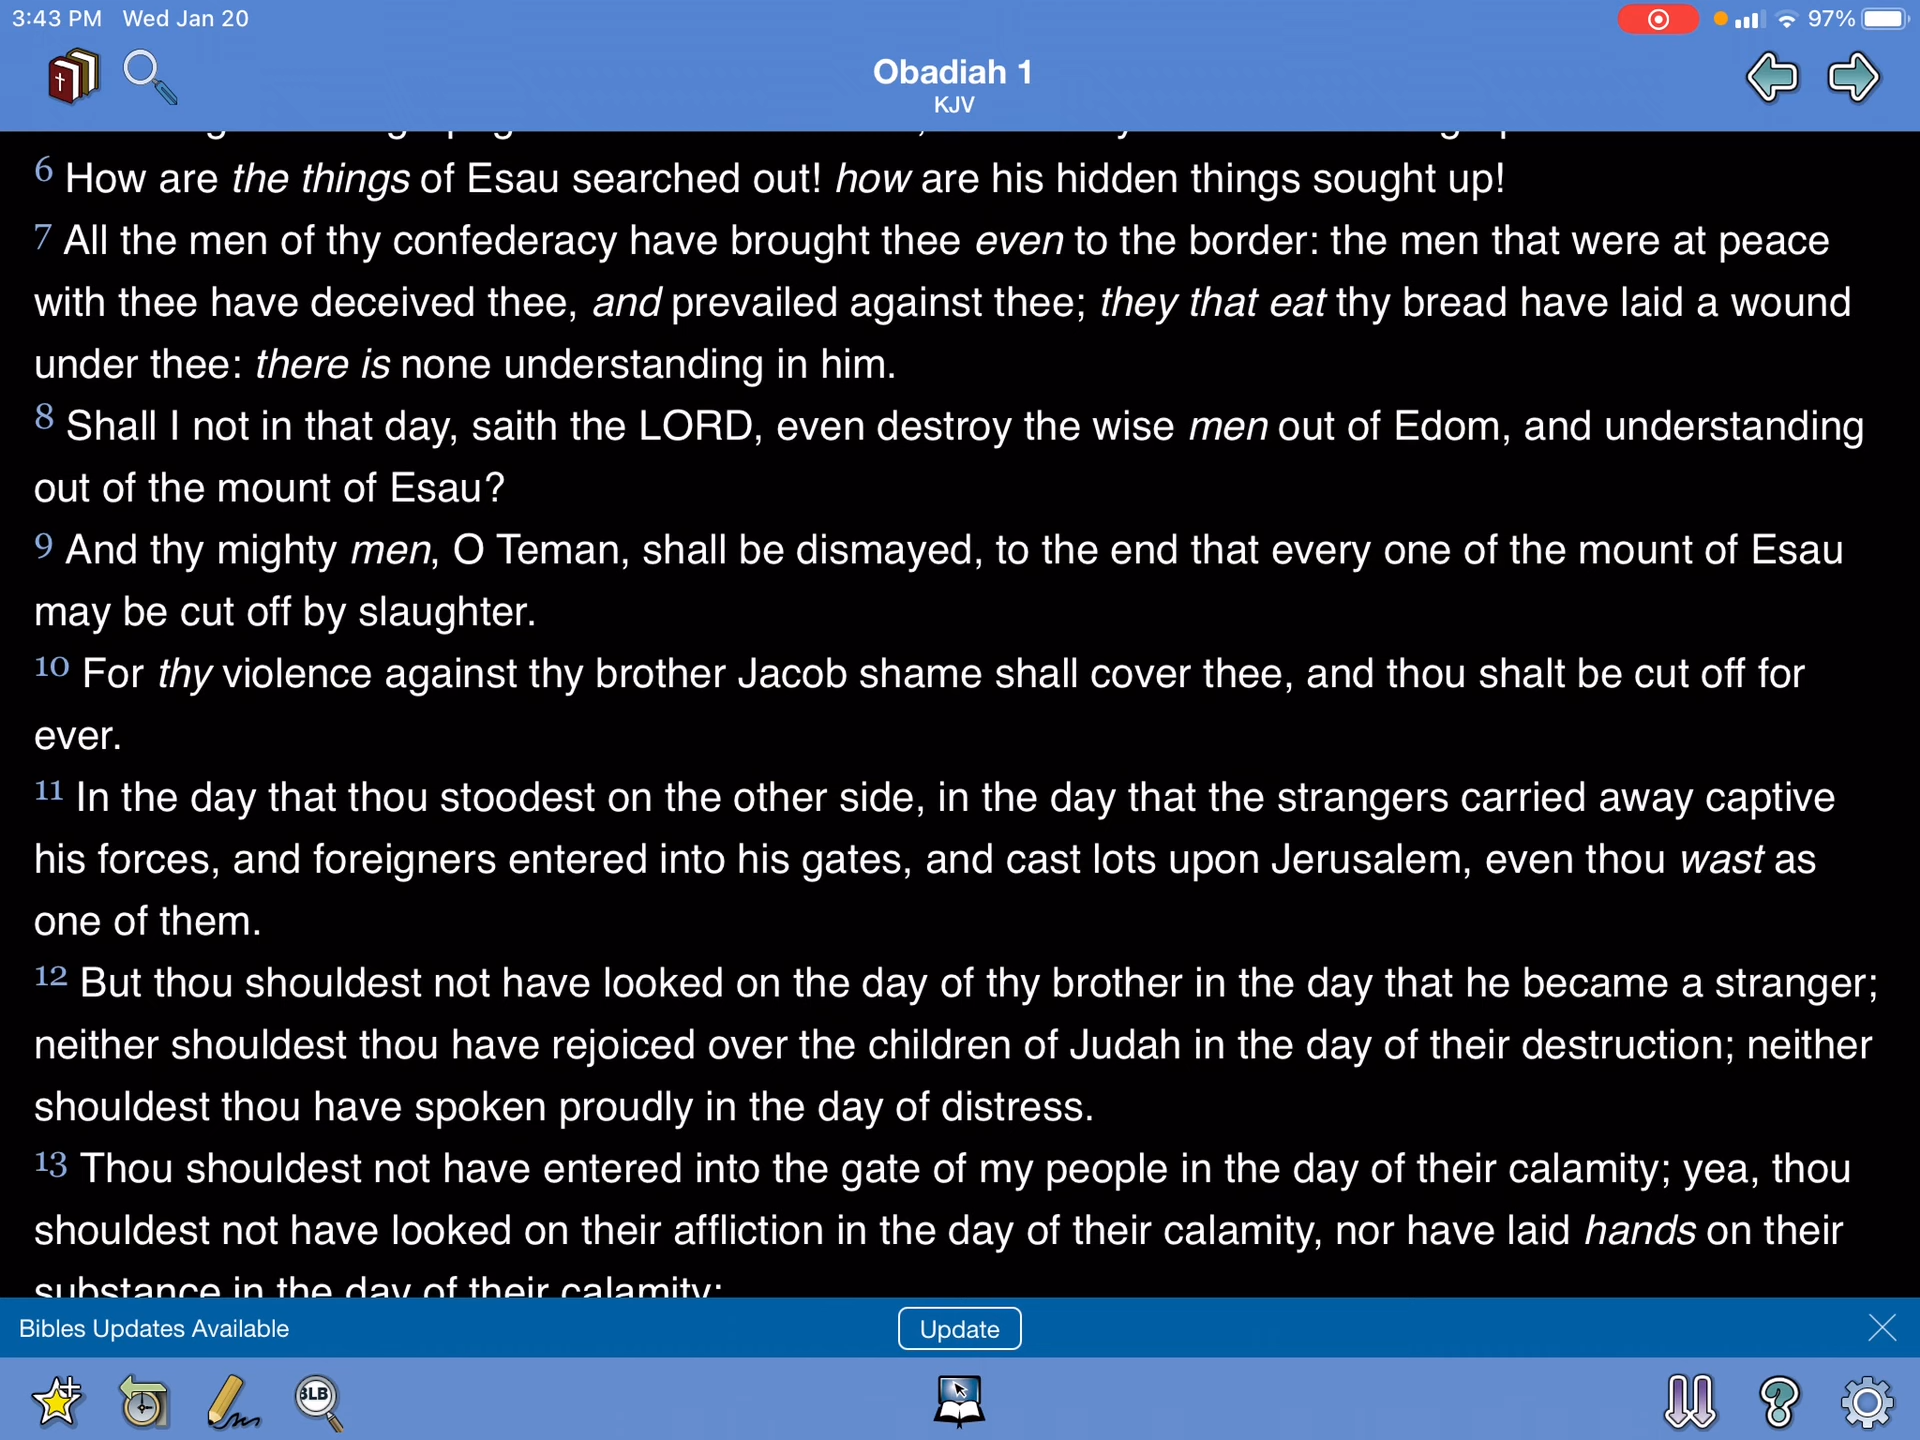 3:43 PM Wed Jan 20
97%
Obadiah 1
KJV
6 How are the things of Esau searched out! how are his hidden things sought up!
7 All the men of thy confederacy have brought thee even to the border: the men that were at peace
with thee have deceived thee, and prevailed against thee; they that eat thy bread have laid a wound
under thee: there is none understanding in him.
8 Shall I not in that day, saith the LORD, even destroy the wise men out of Edom, and understanding
out of the mount of Esau?
9 And thy mighty men, O Teman, shall be dismayed, to the end that every one of the mount of Esau
may be cut off by slaughter.
10 For thy violence against thy brother Jacob shame shall cover thee, and thou shalt be cut off for
ever.
11 In the day that thou stoodest on the other side, in the day that the strangers carried away captive
his forces, and foreigners entered into his gates, and cast lots upon Jerusalem, even thou wast as
one of them.
12 But thou shouldest not have looked on the day of thy brother in the day that he became a stranger;
neither shouldest thou have rejoiced over the children of Judah in the day of their destruction; neither
shouldest thou have spoken proudly in the day of distress.
13 Thou shouldest not have entered into the gate of my people in the day of their calamity; yea, thou
shouldest not have looked on their affliction in the day of their calamity, nor have laid hands on their
substance in the day of their calamity;
Bibles Updates Available
Update
BLB